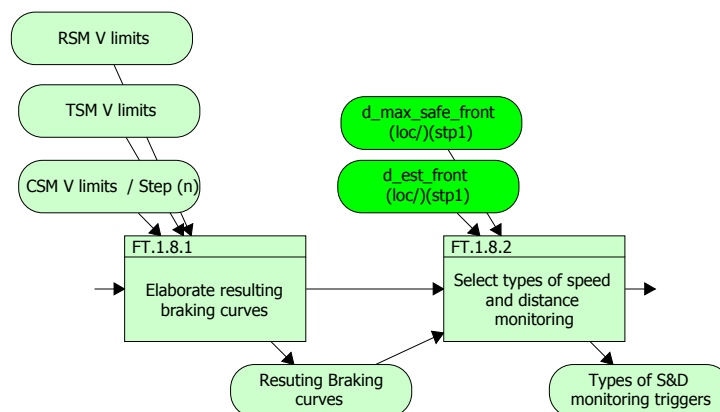 RSM V limits
TSM V limits
CSM V limits / Step (n)
d_max_safe_front
(loc/)(stp1)
d_est_front
(loc/)(stp1)
FT.1.8.1
Elaborate resulting
braking curves
FT.1.8.2
Select types of speed
and distance
monitoring
Resuting Braking
curves
Types of S&D
monitoring triggers